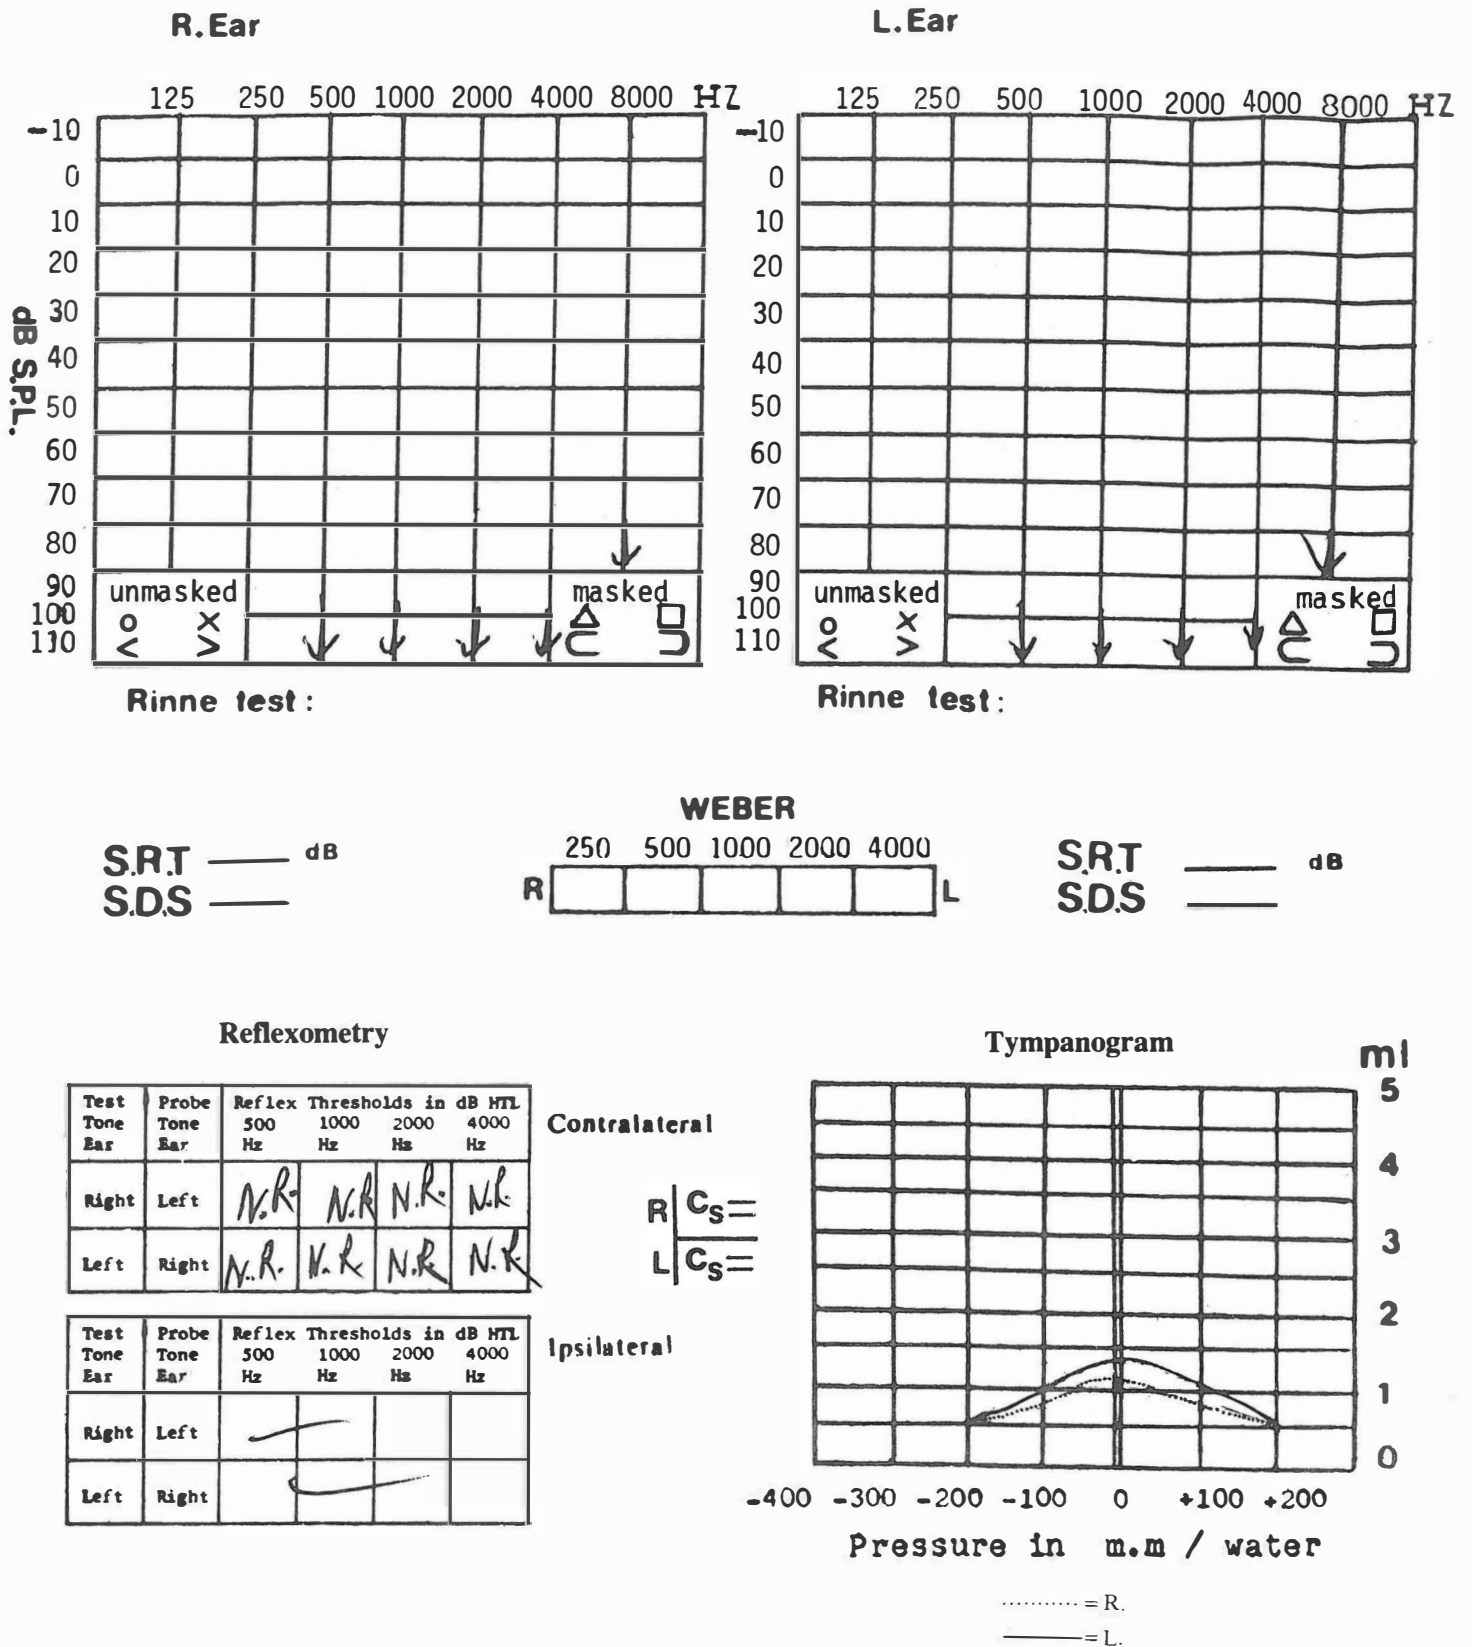 R.Ear
L.Ear
125 250 500 1000 2000 4000 8000 HZ
-10
0
10
20
30
40
50
60
70
80
90
100
110
dB S.P.L.
unmasked
o x
< >
masked
△ □
⊂ ⊃
Rinne test:
125 250 500 1000 2000 4000 8000 HZ
-10
0
10
20
30
40
50
60
70
80
90
100
110
unmasked
o x
< >
masked
△ □
⊂ ⊃
Rinne test:
WEBER
250 500 1000 2000 4000
R L
S.R.T dB
S.D.S
S.R.T dB
S.D.S
Reflexometry
Test Probe Reflex Thresholds in dB HTL
Tone Tone 500 1000 2000 4000
Ear Ear Hz Hz Hz Hz
Right Left N.R. N.R N.R. N.R.
Left Right N.R. N.R N.R N.R.
Contralateral
Test Probe Reflex Thresholds in dB HTL
Tone Tone 500 1000 2000 4000
Ear Ear Hz Hz Hz Hz
Right Left
Left Right
Ipsilateral
R Cs=
L Cs=
Tympanogram
ml
5
4
3
2
1
0
-400 -300 -200 -100 0 +100 +200
Pressure in m.m / water
........... = R.
——— = L.